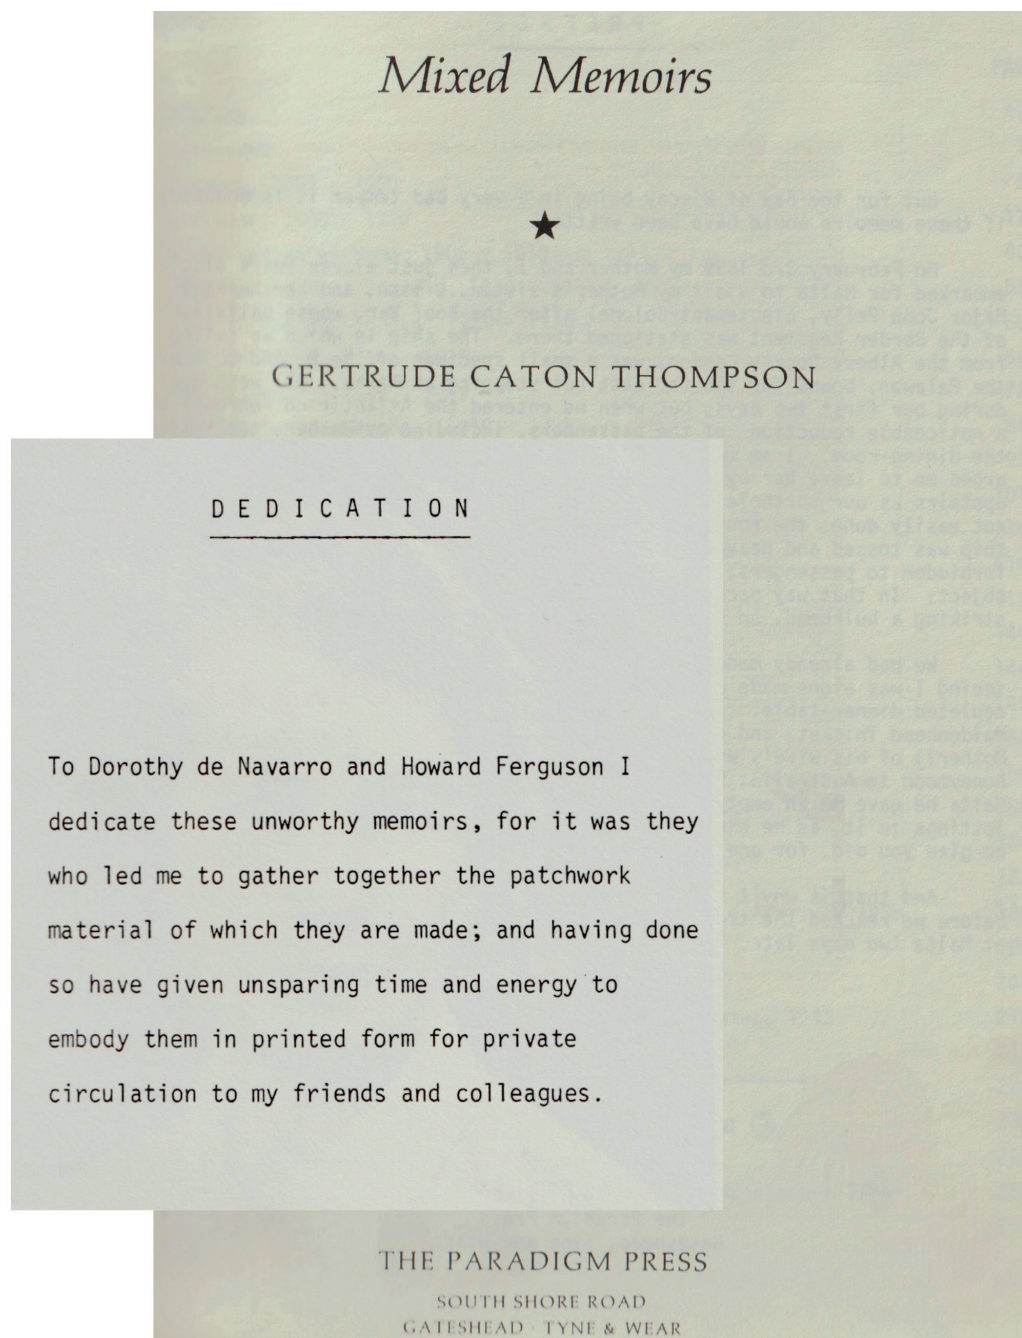 Mixed Memoirs
★
GERTRUDE CATON THOMPSON
DEDICATION
To Dorothy de Navarro and Howard Ferguson I
dedicate these unworthy memoirs, for it was they
who led me to gather together the patchwork
material of which they are made; and having done
so have given unsparing time and energy to
embody them in printed form for private
circulation to my friends and colleagues.
THE PARADIGM PRESS
SOUTH SHORE ROAD
GATESHEAD · TYNE & WEAR